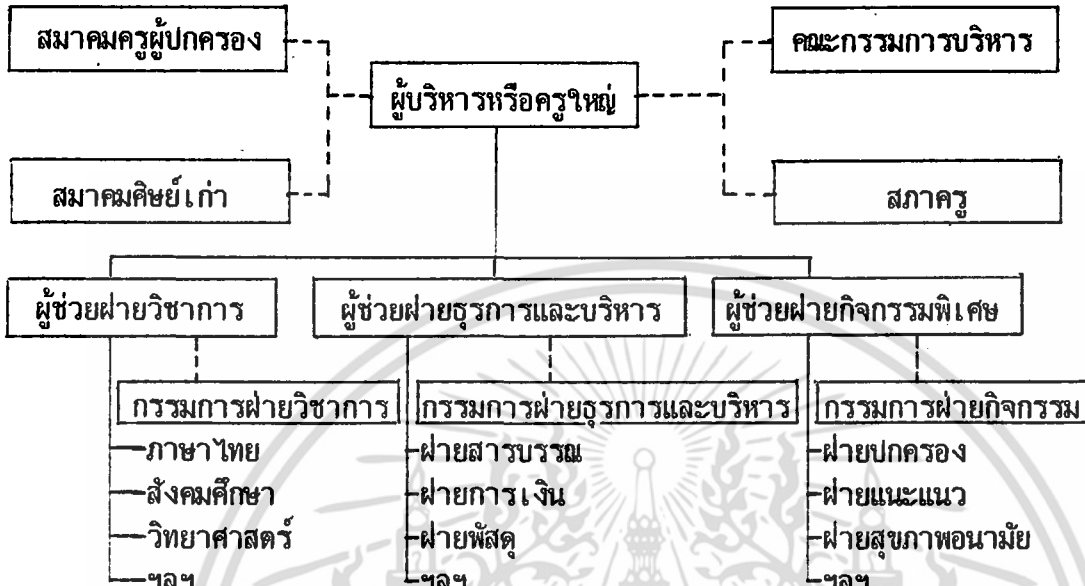 สมาคมครูผู้ปกครอง
คณะกรรมการบริหาร
ผู้บริหารหรือครูใหญ่
สมาคมศิษย์เก่า
สภาครู
ผู้ช่วยฝ่ายวิชาการ
ผู้ช่วยฝ่ายธุรการและบริหาร
ผู้ช่วยฝ่ายกิจกรรมพิเศษ
กรรมการฝ่ายวิชาการ
กรรมการฝ่ายธุรการและบริหาร
กรรมการฝ่ายกิจกรรม
ภาษาไทย
ฝ่ายสารบรรณ
ฝ่ายปกครอง
สังคมศึกษา
ฝ่ายการเงิน
ฝ่ายแนะแนว
วิทยาศาสตร์
ฝ่ายพัสดุ
ฝ่ายสุขภาพอนามัย
ฯลฯ
ฯลฯ
ฯลฯ